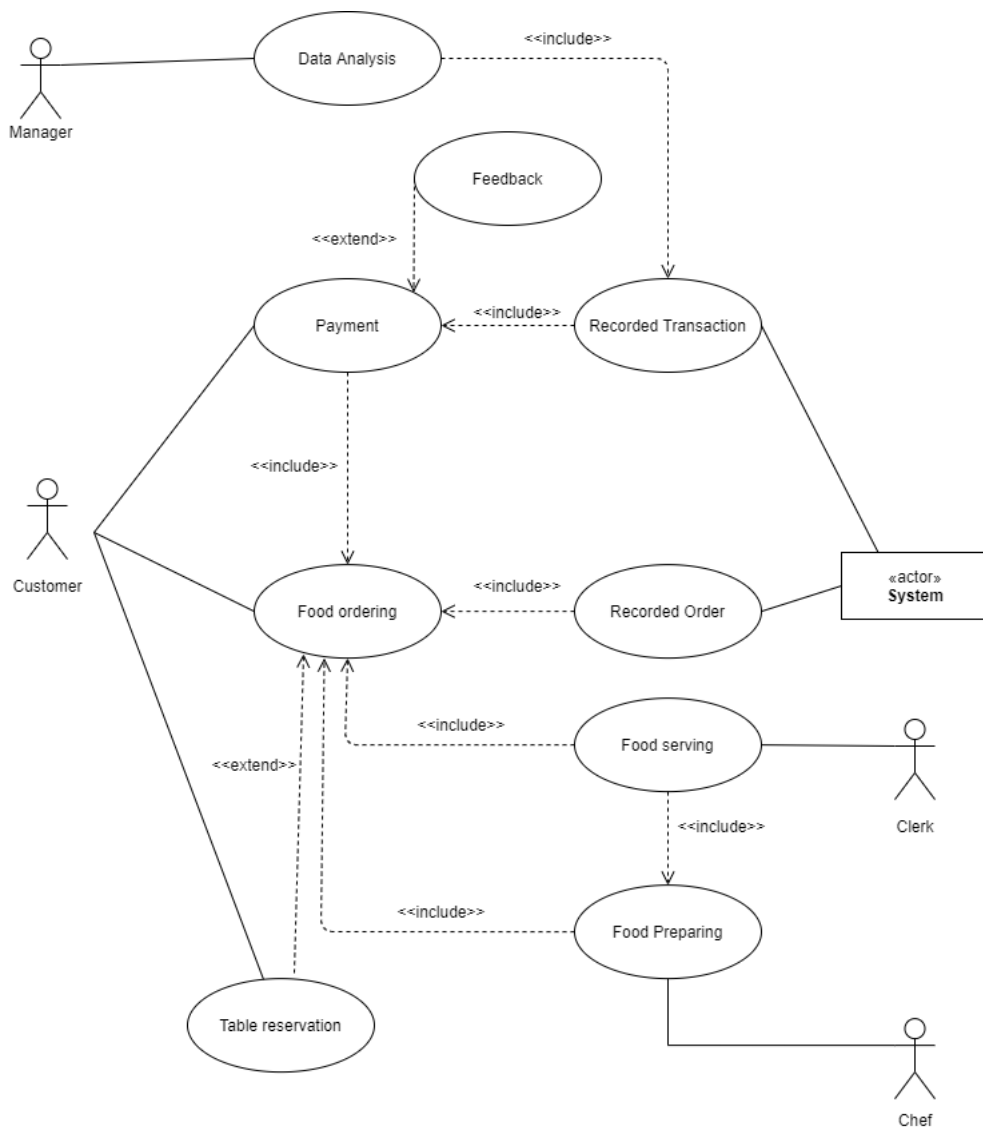 Data Analysis
<<include>>
Manager
Feedback
<<extend>>
Payment
<<include>>
Recorded Transaction
<<include>>
Customer
Food ordering
<<include>>
Recorded Order
«actor»
System
<<include>>
Food serving
<<extend>>
Clerk
<<include>>
<<include>>
Food Preparing
Table reservation
Chef